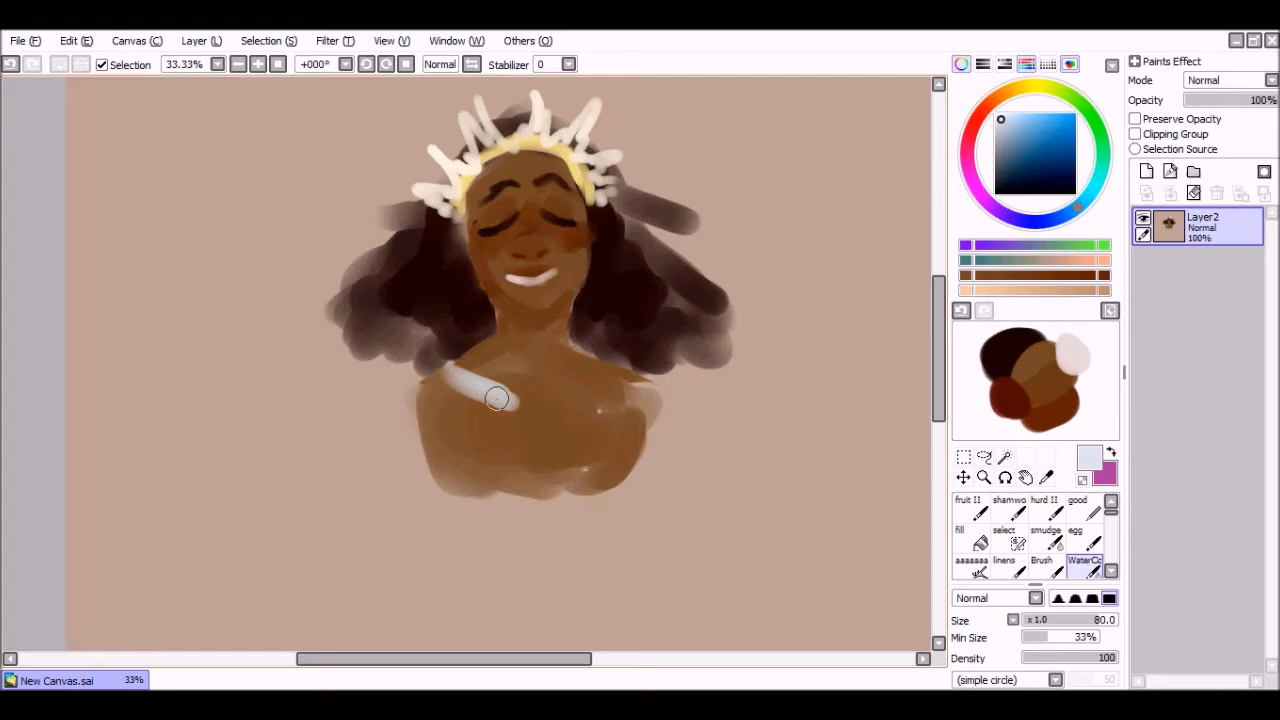 File (F) Edit (E) Canvas (C) Layer (L) Selection (S) Filter (T) View (V) Window (W) Others (O)
Selection 33.33% +000° Normal Stabilizer 0
Paints Effect
Mode Normal
Opacity 100%
Preserve Opacity
Clipping Group
Selection Source
Layer2
Normal
100%
fruit !! shamwo hurd !! good
fill select smudge egg
aaaaaaa linens Brush WaterCc
Normal
Size x 1.0 80.0
Min Size 33%
Density 100
(simple circle) 50
New Canvas.sai 33%